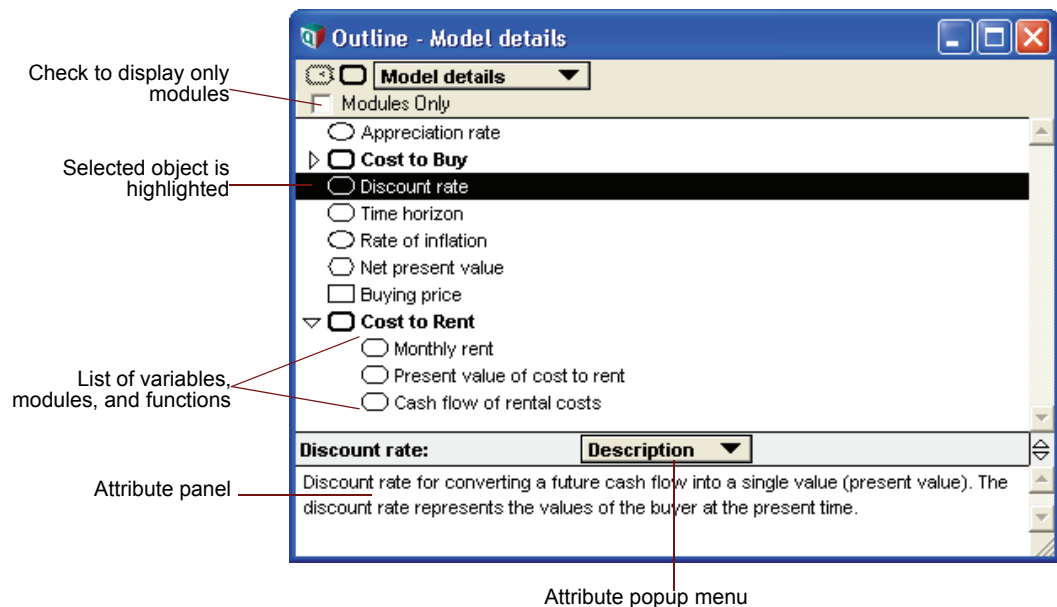 Outline - Model details
Check to display only
modules
Model details
Modules Only
Appreciation rate
Cost to Buy
Selected object is
highlighted
Discount rate
Time horizon
Rate of inflation
Net present value
Buying price
Cost to Rent
Monthly rent
Present value of cost to rent
Cash flow of rental costs
List of variables,
modules, and functions
Discount rate:
Description
Attribute panel
Discount rate for converting a future cash flow into a single value (present value). The
discount rate represents the values of the buyer at the present time.
Attribute popup menu